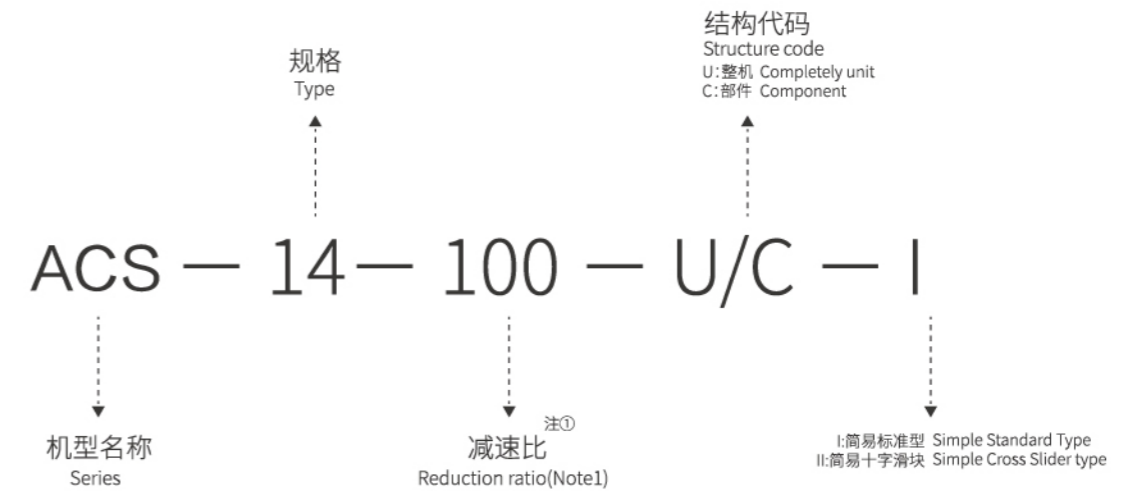 结构代码
Structure code
U:整机 Completely unit
C:部件 Component
规格
Type
ACS — 14 — 100 — U/C — I
机型名称
Series
减速比 注①
Reduction ratio(Note1)
I:简易标准型 Simple Standard Type
II:简易十字滑块 Simple Cross Slider type